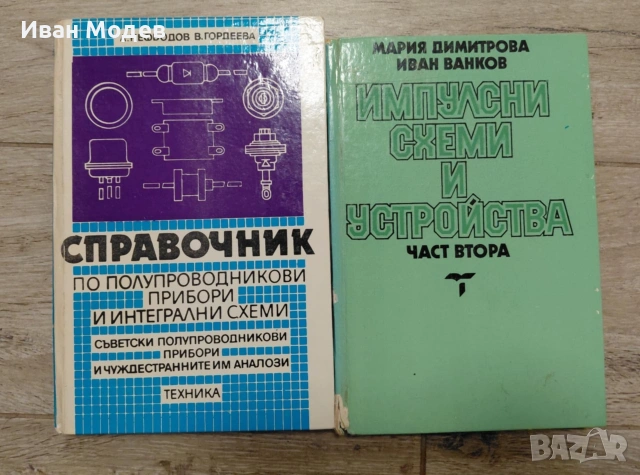 Иван Модев
В. ГОРДЕЕВА
СПРАВОЧНИК
ПО ПОЛУПРОВОДНИКОВИ
ПРИБОРИ
И ИНТЕГРАЛНИ СХЕМИ
СЪВЕТСКИ ПОЛУПРОВОДНИКОВИ
ПРИБОРИ
И ЧУЖДЕСТРАННИТЕ ИМ АНАЛОЗИ
ТЕХНИКА
МАРИЯ ДИМИТРОВА
ИВАН ВАНКОВ
ИМПУЛСНИ
СХЕМИ
И
УСТРОЙСТВА
ЧАСТ ВТОРА
BAZAR